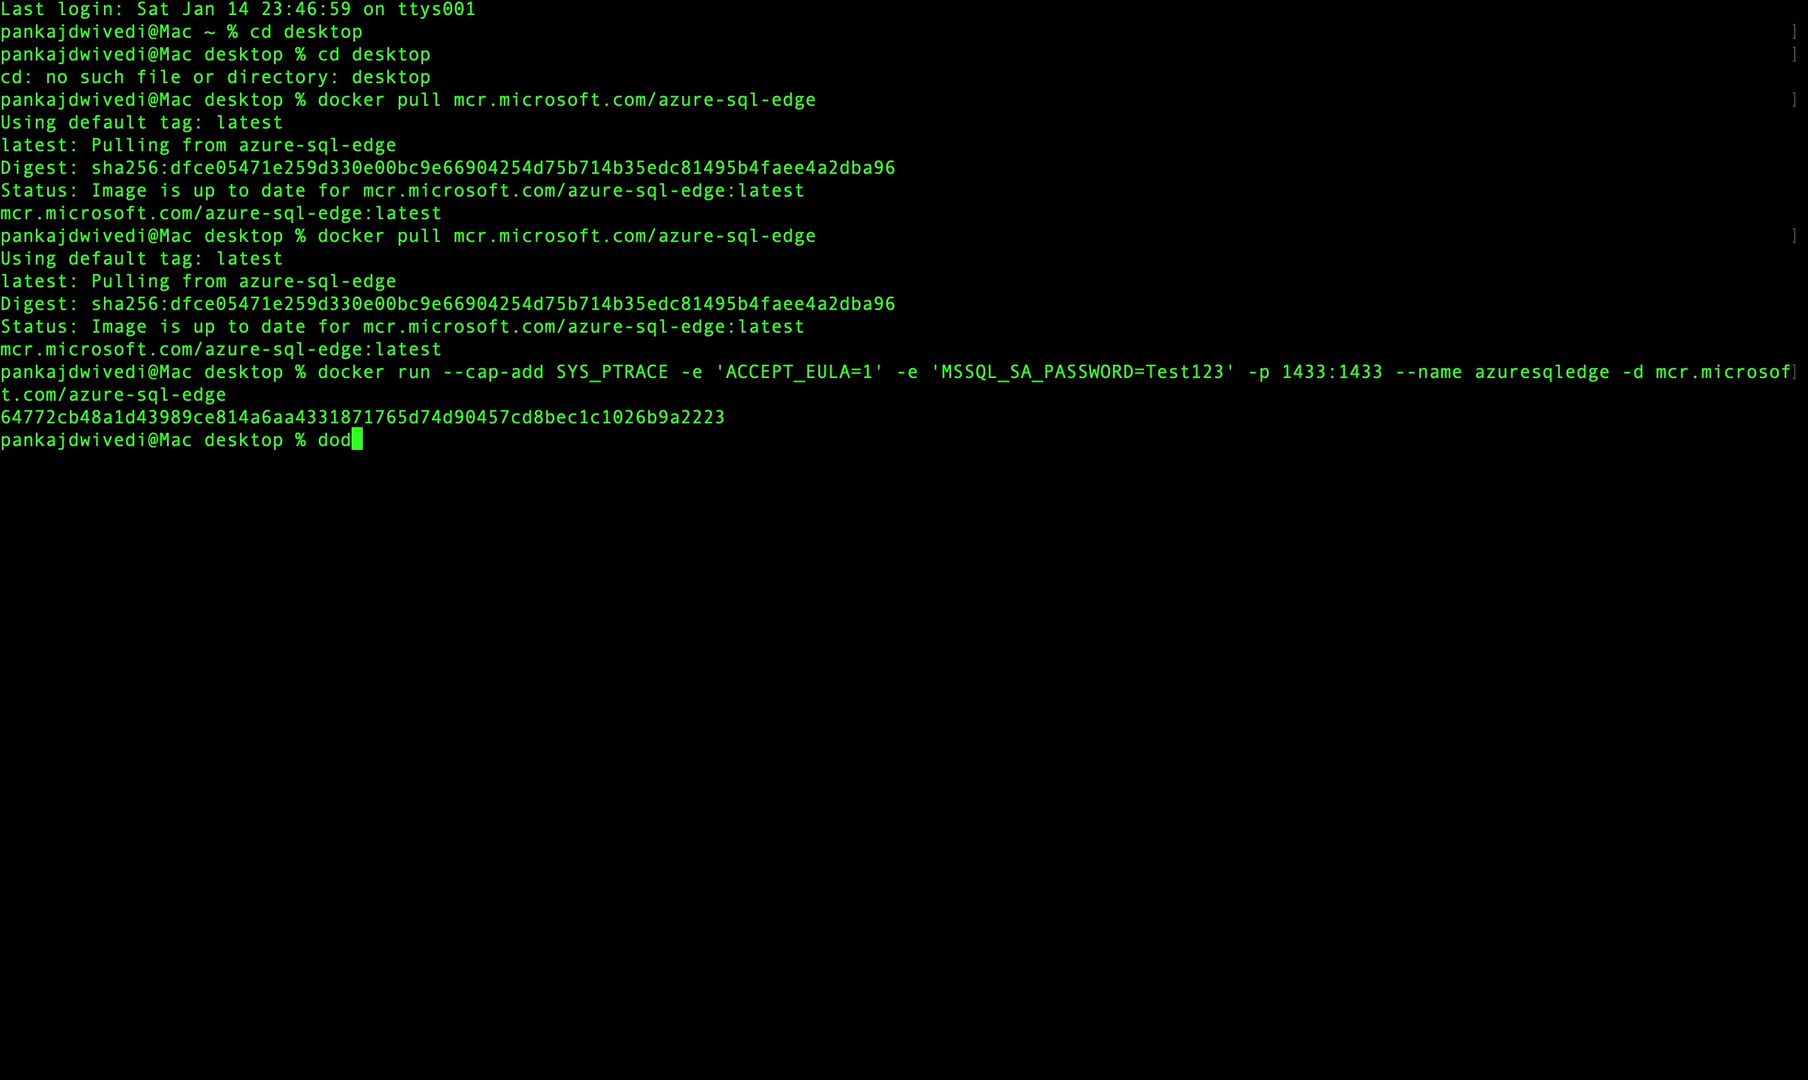 Last login: Sat Jan 14 23:46:59 on ttys001
pankajdwivedi@Mac ~ % cd desktop ]
pankajdwivedi@Mac desktop % cd desktop ]
cd: no such file or directory: desktop
pankajdwivedi@Mac desktop % docker pull mcr.microsoft.com/azure-sql-edge ]
Using default tag: latest
latest: Pulling from azure-sql-edge
Digest: sha256:dfce05471e259d330e00bc9e66904254d75b714b35edc81495b4faee4a2dba96
Status: Image is up to date for mcr.microsoft.com/azure-sql-edge:latest
mcr.microsoft.com/azure-sql-edge:latest
pankajdwivedi@Mac desktop % docker pull mcr.microsoft.com/azure-sql-edge ]
Using default tag: latest
latest: Pulling from azure-sql-edge
Digest: sha256:dfce05471e259d330e00bc9e66904254d75b714b35edc81495b4faee4a2dba96
Status: Image is up to date for mcr.microsoft.com/azure-sql-edge:latest
mcr.microsoft.com/azure-sql-edge:latest
pankajdwivedi@Mac desktop % docker run --cap-add SYS_PTRACE -e 'ACCEPT_EULA=1' -e 'MSSQL_SA_PASSWORD=Test123' -p 1433:1433 --name azuresqledge -d mcr.microsof]
t.com/azure-sql-edge
64772cb48a1d43989ce814a6aa4331871765d74d90457cd8bec1c1026b9a2223
pankajdwivedi@Mac desktop % dod